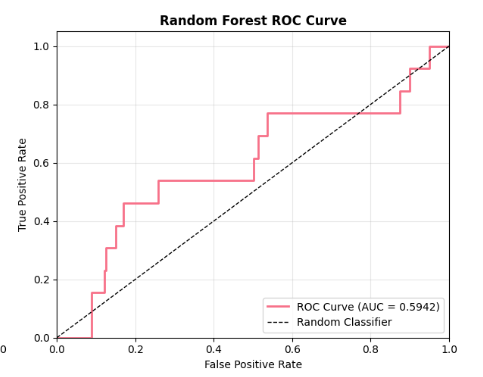 Random Forest ROC Curve
True Positive Rate
1.0
0.8
0.6
0.4
0.2
0.0
ROC Curve (AUC = 0.5942)
Random Classifier
0
0.0 0.2 0.4 0.6 0.8 1.0
False Positive Rate